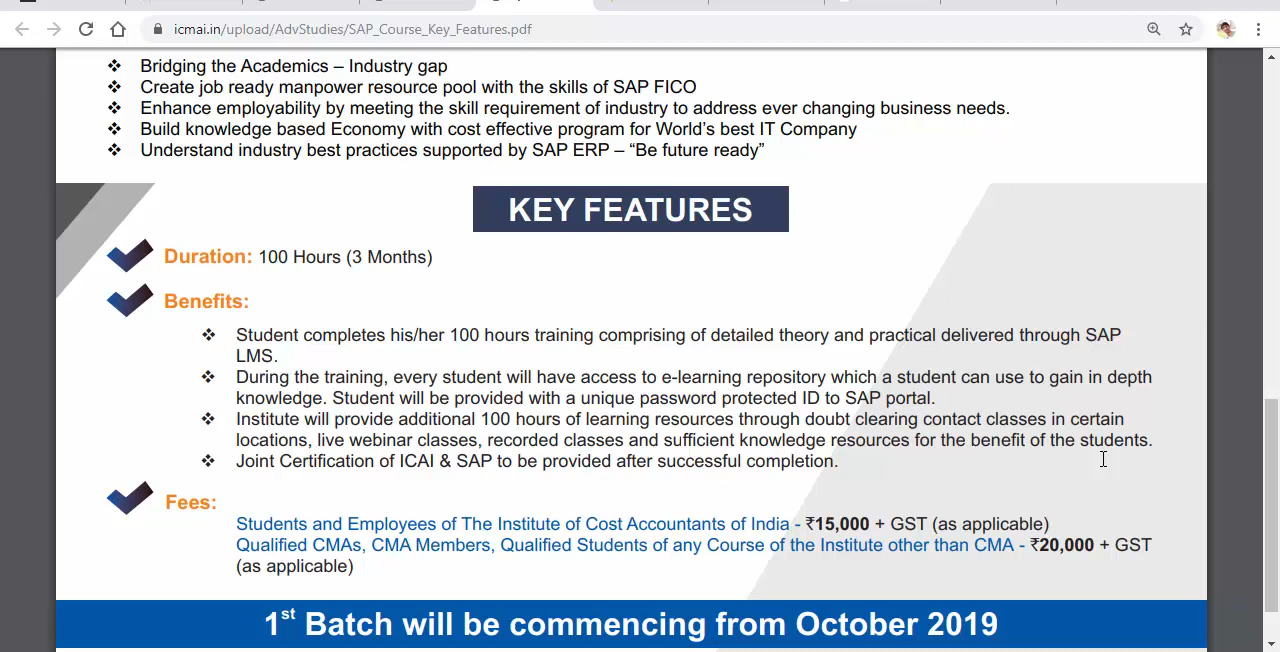 icmai.in/upload/AdvStudies/SAP_Course_Key_Features.pdf
❖ Bridging the Academics – Industry gap
❖ Create job ready manpower resource pool with the skills of SAP FICO
❖ Enhance employability by meeting the skill requirement of industry to address ever changing business needs.
❖ Build knowledge based Economy with cost effective program for World's best IT Company
❖ Understand industry best practices supported by SAP ERP – “Be future ready”
KEY FEATURES
Duration: 100 Hours (3 Months)
Benefits:
❖ Student completes his/her 100 hours training comprising of detailed theory and practical delivered through SAP
LMS.
❖ During the training, every student will have access to e-learning repository which a student can use to gain in depth
knowledge. Student will be provided with a unique password protected ID to SAP portal.
❖ Institute will provide additional 100 hours of learning resources through doubt clearing contact classes in certain
locations, live webinar classes, recorded classes and sufficient knowledge resources for the benefit of the students.
❖ Joint Certification of ICAI & SAP to be provided after successful completion.
Fees:
Students and Employees of The Institute of Cost Accountants of India - ₹15,000 + GST (as applicable)
Qualified CMAs, CMA Members, Qualified Students of any Course of the Institute other than CMA - ₹20,000 + GST
(as applicable)
1st Batch will be commencing from October 2019